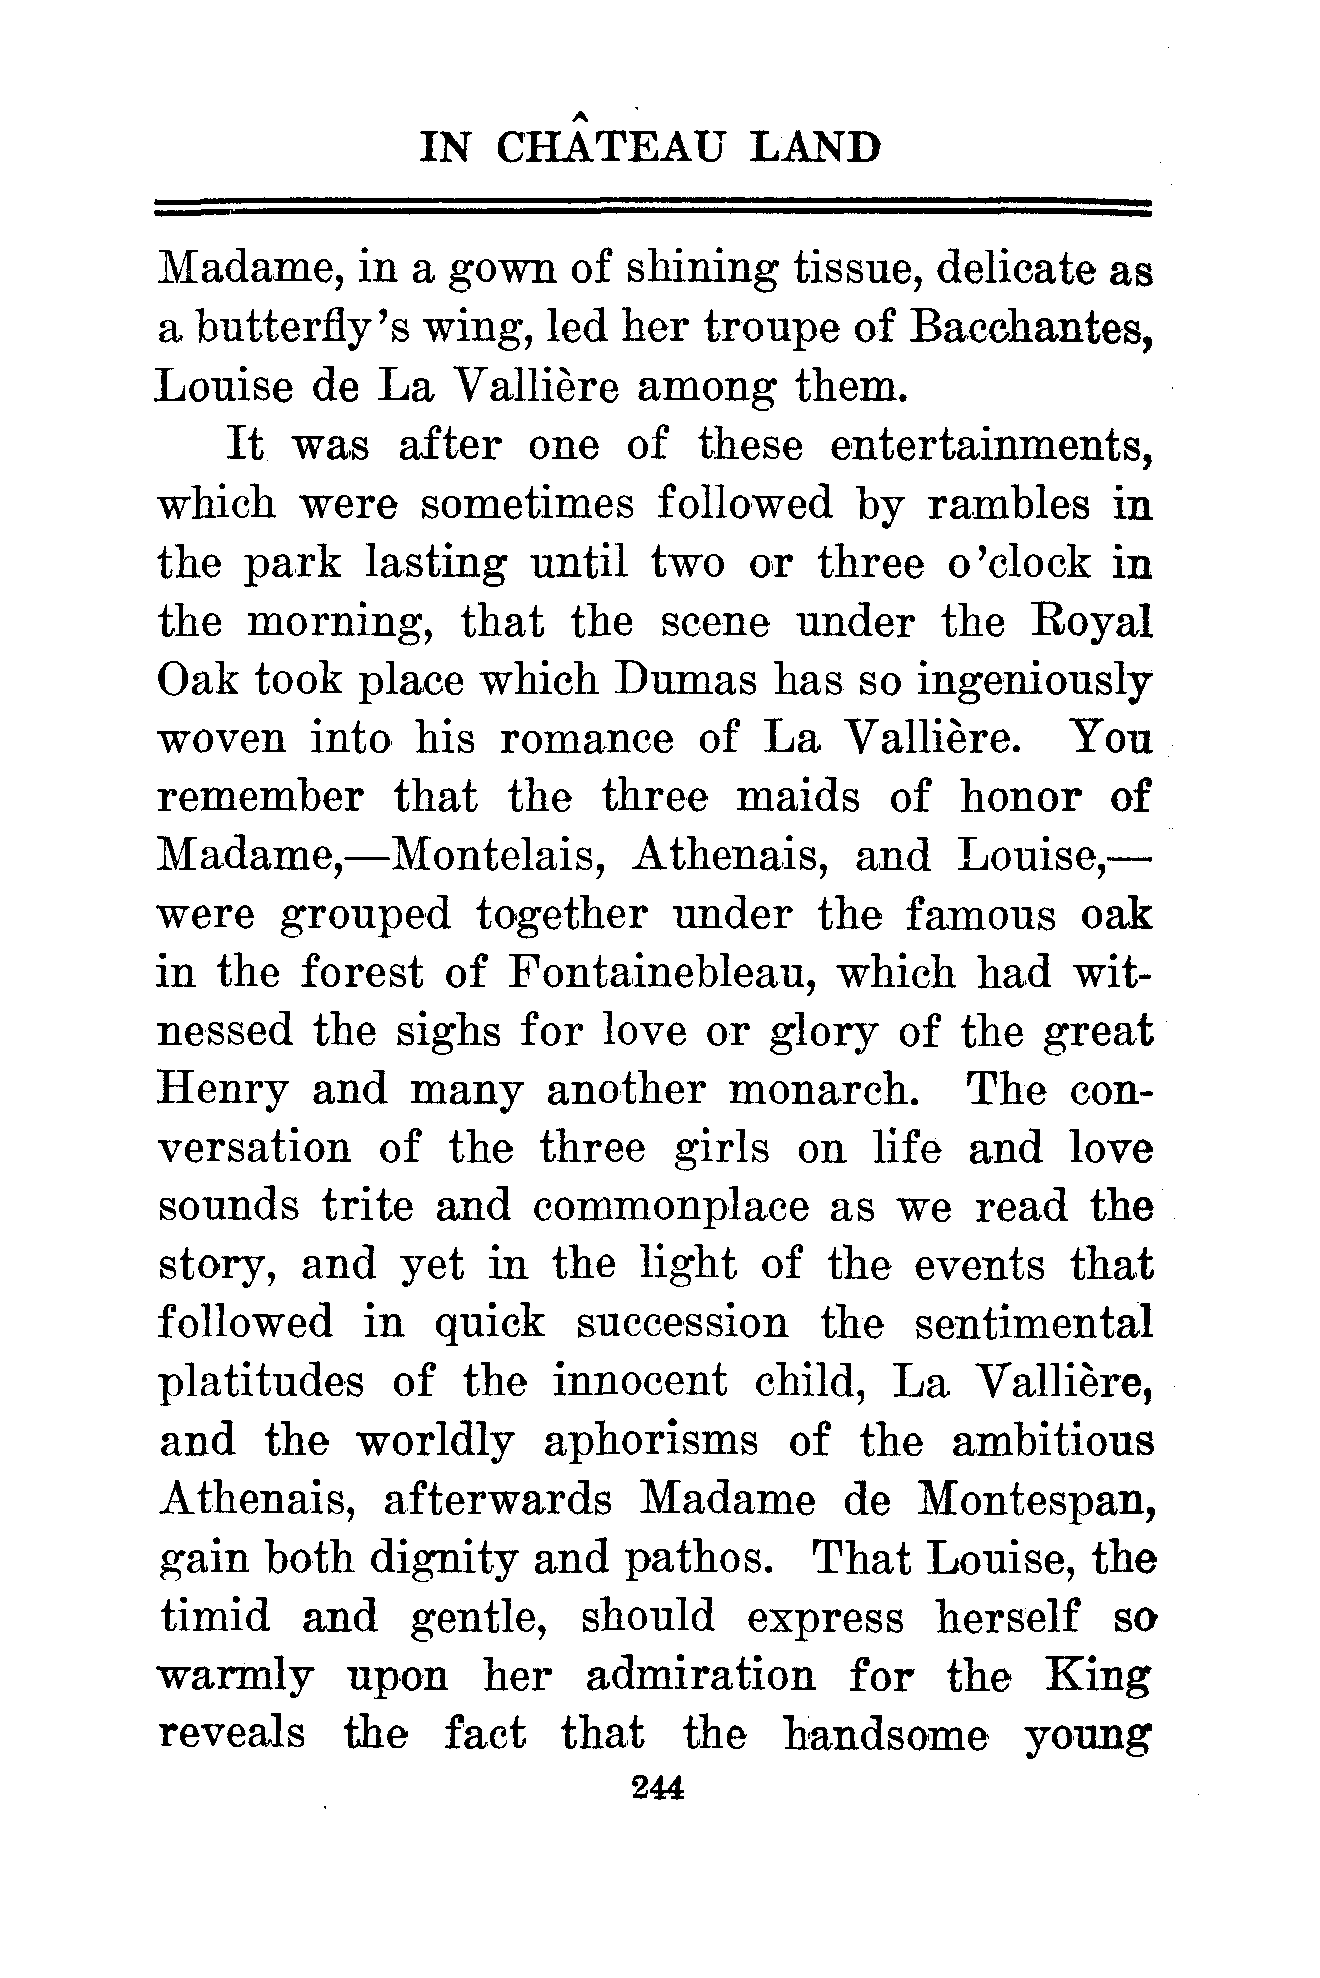 IN CHÂTEAU LAND
Madame, in a gown of shining tissue, delicate as
a butterfly's wing, led her troupe of Bacchantes,
Louise de La Vallière among them.
It was after one of these entertainments,
which were sometimes followed by rambles in
the park lasting until two or three o'clock in
the morning, that the scene under the Royal
Oak took place which Dumas has so ingeniously
woven into his romance of La Vallière. You
remember that the three maids of honor of
Madame,—Montelais, Athenais, and Louise,—
were grouped together under the famous oak
in the forest of Fontainebleau, which had wit-
nessed the sighs for love or glory of the great
Henry and many another monarch. The con-
versation of the three girls on life and love
sounds trite and commonplace as we read the
story, and yet in the light of the events that
followed in quick succession the sentimental
platitudes of the innocent child, La Vallière,
and the worldly aphorisms of the ambitious
Athenais, afterwards Madame de Montespan,
gain both dignity and pathos. That Louise, the
timid and gentle, should express herself so
warmly upon her admiration for the King
reveals the fact that the handsome young
244